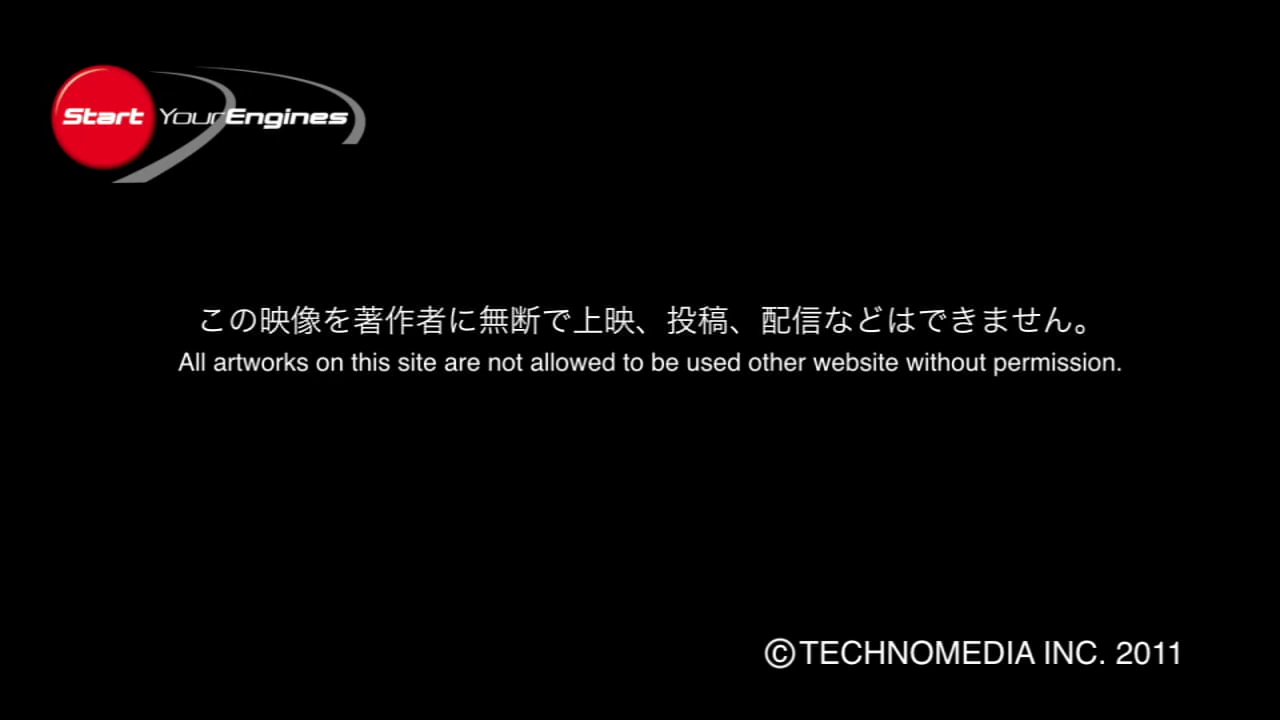 Start YourEngines
この映像を著作者に無断で上映、投稿、配信などはできません。
All artworks on this site are not allowed to be used other website without permission.
©TECHNOMEDIA INC. 2011